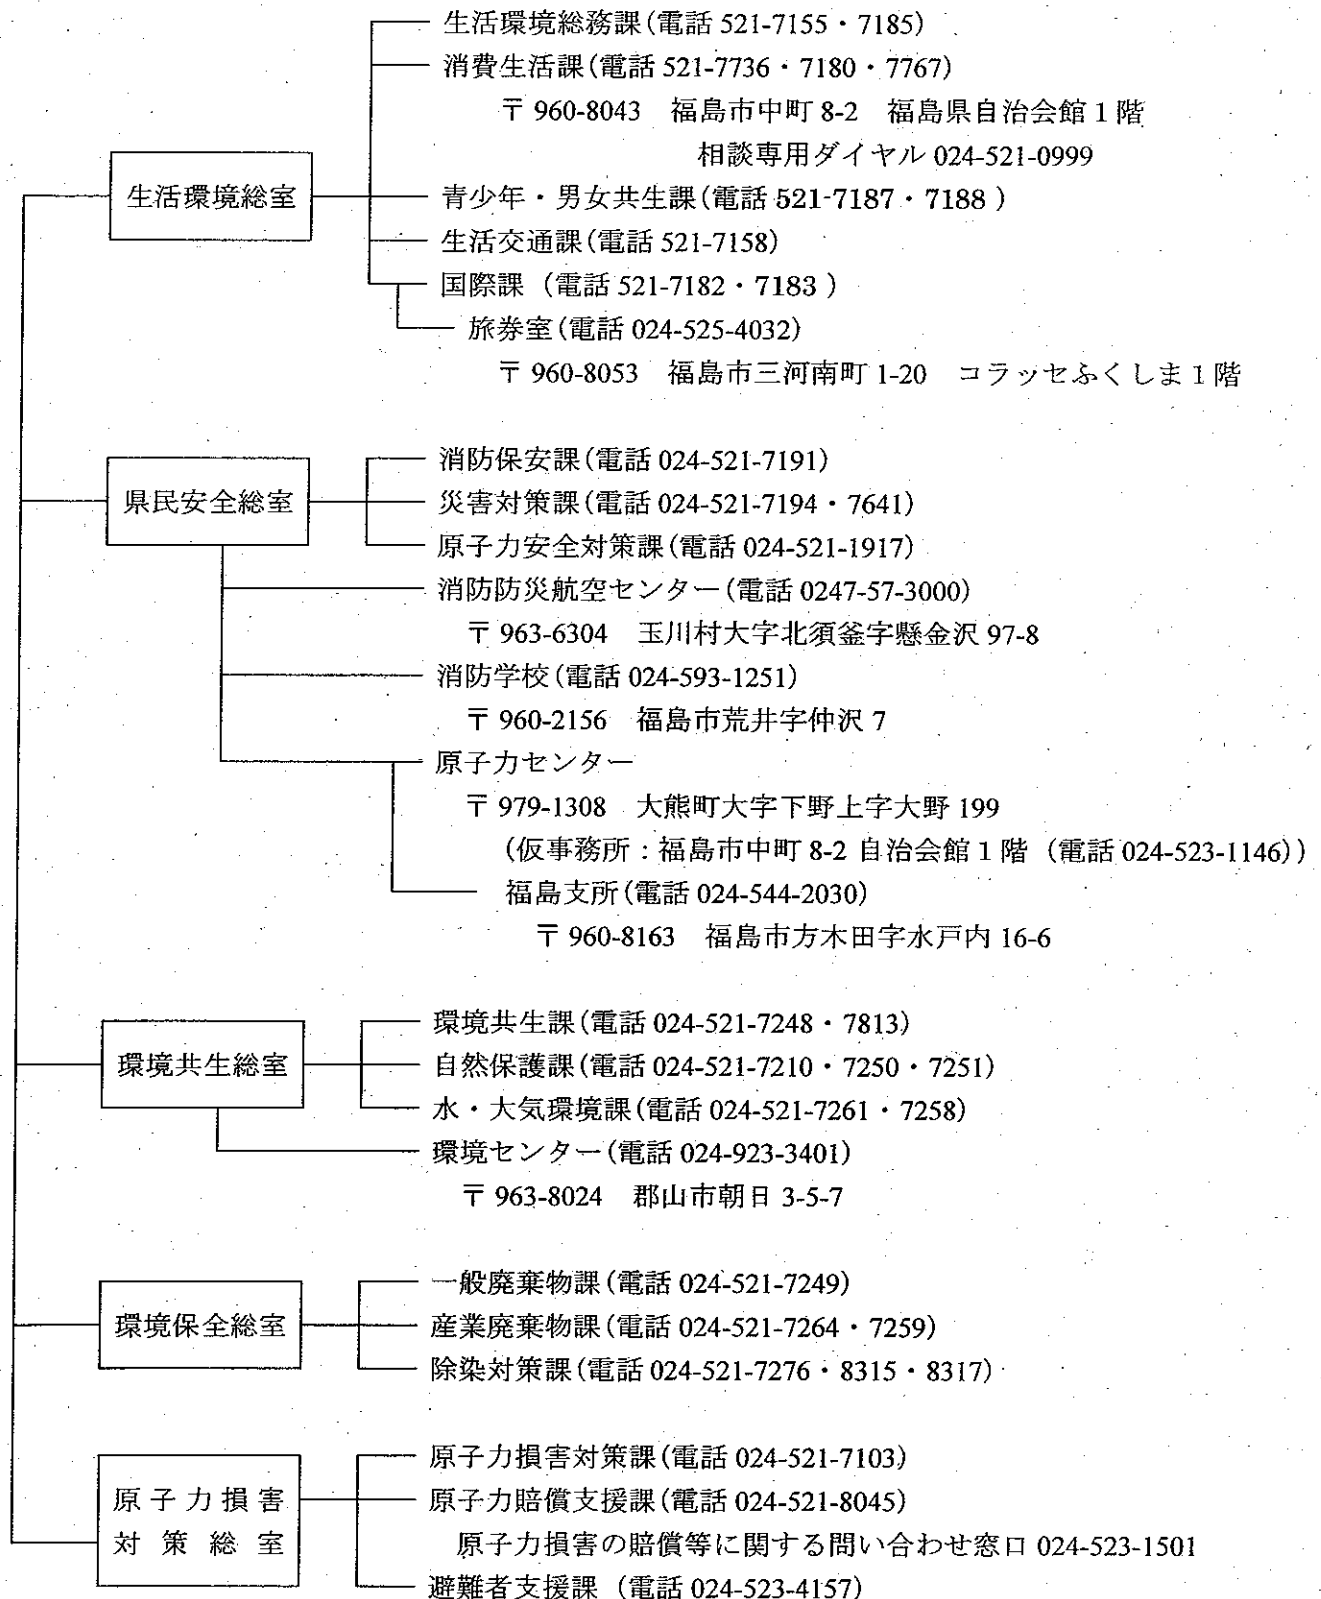 生活環境総務課(電話 521-7155・7185)
消費生活課(電話 521-7736・7180・7767)
〒 960-8043 福島市中町 8-2 福島県自治会館 1 階
相談専用ダイヤル 024-521-0999
生活環境総室
青少年・男女共生課(電話 521-7187・7188 )
生活交通課(電話 521-7158)
国際課 (電話 521-7182・7183 )
旅券室(電話 024-525-4032)
〒 960-8053 福島市三河南町 1-20 コラッセふくしま 1 階
消防保安課(電話 024-521-7191)
県民安全総室
災害対策課(電話 024-521-7194・7641)
原子力安全対策課(電話 024-521-1917)
消防防災航空センター(電話 0247-57-3000)
〒 963-6304 玉川村大字北須釜字懸金沢 97-8
消防学校(電話 024-593-1251)
〒 960-2156 福島市荒井字仲沢 7
原子力センター
〒 979-1308 大熊町大字下野上字大野 199
(仮事務所：福島市中町 8-2 自治会館 1 階 (電話 024-523-1146))
福島支所(電話 024-544-2030)
〒 960-8163 福島市方木田字水戸内 16-6
環境共生課(電話 024-521-7248・7813)
環境共生総室
自然保護課(電話 024-521-7210・7250・7251)
水・大気環境課(電話 024-521-7261・7258)
環境センター(電話 024-923-3401)
〒 963-8024 郡山市朝日 3-5-7
一般廃棄物課(電話 024-521-7249)
環境保全総室
産業廃棄物課(電話 024-521-7264・7259)
除染対策課(電話 024-521-7276・8315・8317)
原子力損害対策課(電話 024-521-7103)
原子力損害
対策総室
原子力賠償支援課(電話 024-521-8045)
原子力損害の賠償等に関する問い合わせ窓口 024-523-1501
避難者支援課 (電話 024-523-4157)